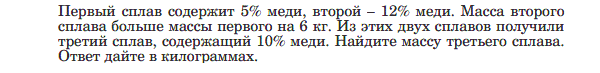 Первый сплав содержит 5% меди, второй – 12% меди. Масса второго
сплава больше массы первого на 6 кг. Из этих двух сплавов получили
третий сплав, содержащий 10% меди. Найдите массу третьего сплава.
Ответ дайте в килограммах.